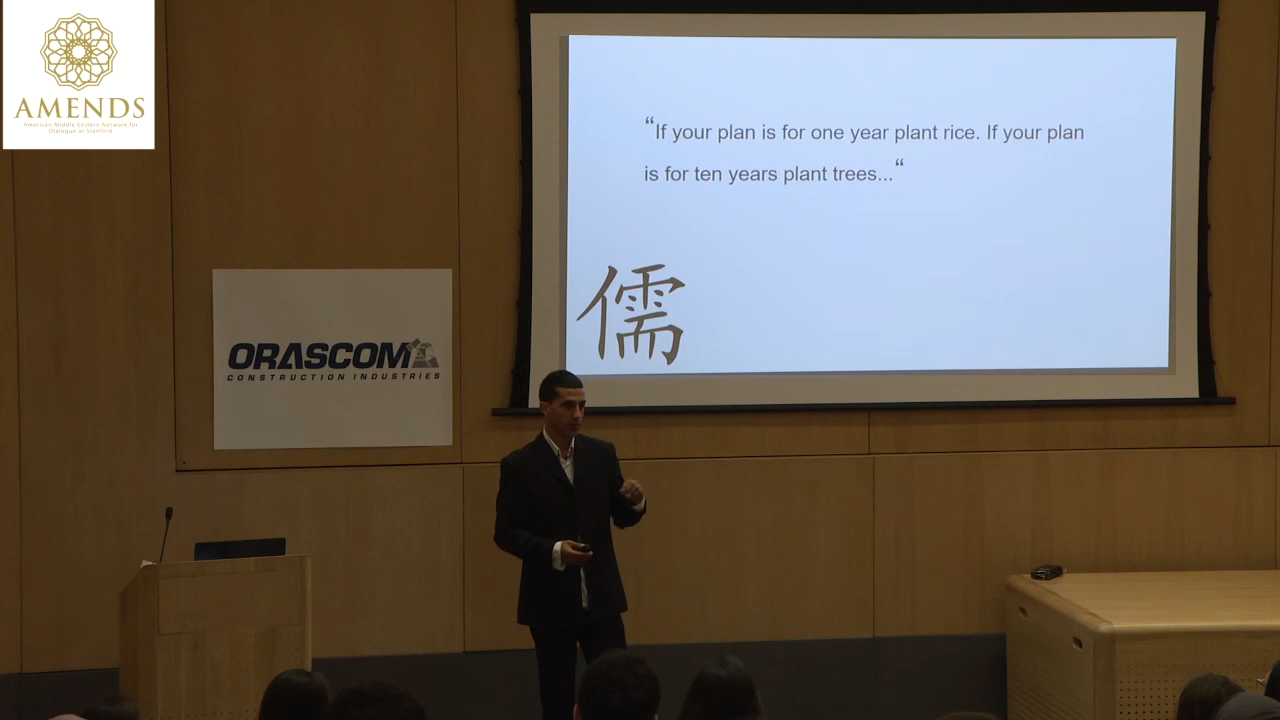 AMENDS
American Middle Eastern Network for
Dialogue at Stanford
“If your plan is for one year plant rice. If your plan
is for ten years plant trees...“
儒
ORASCOM
CONSTRUCTION INDUSTRIES